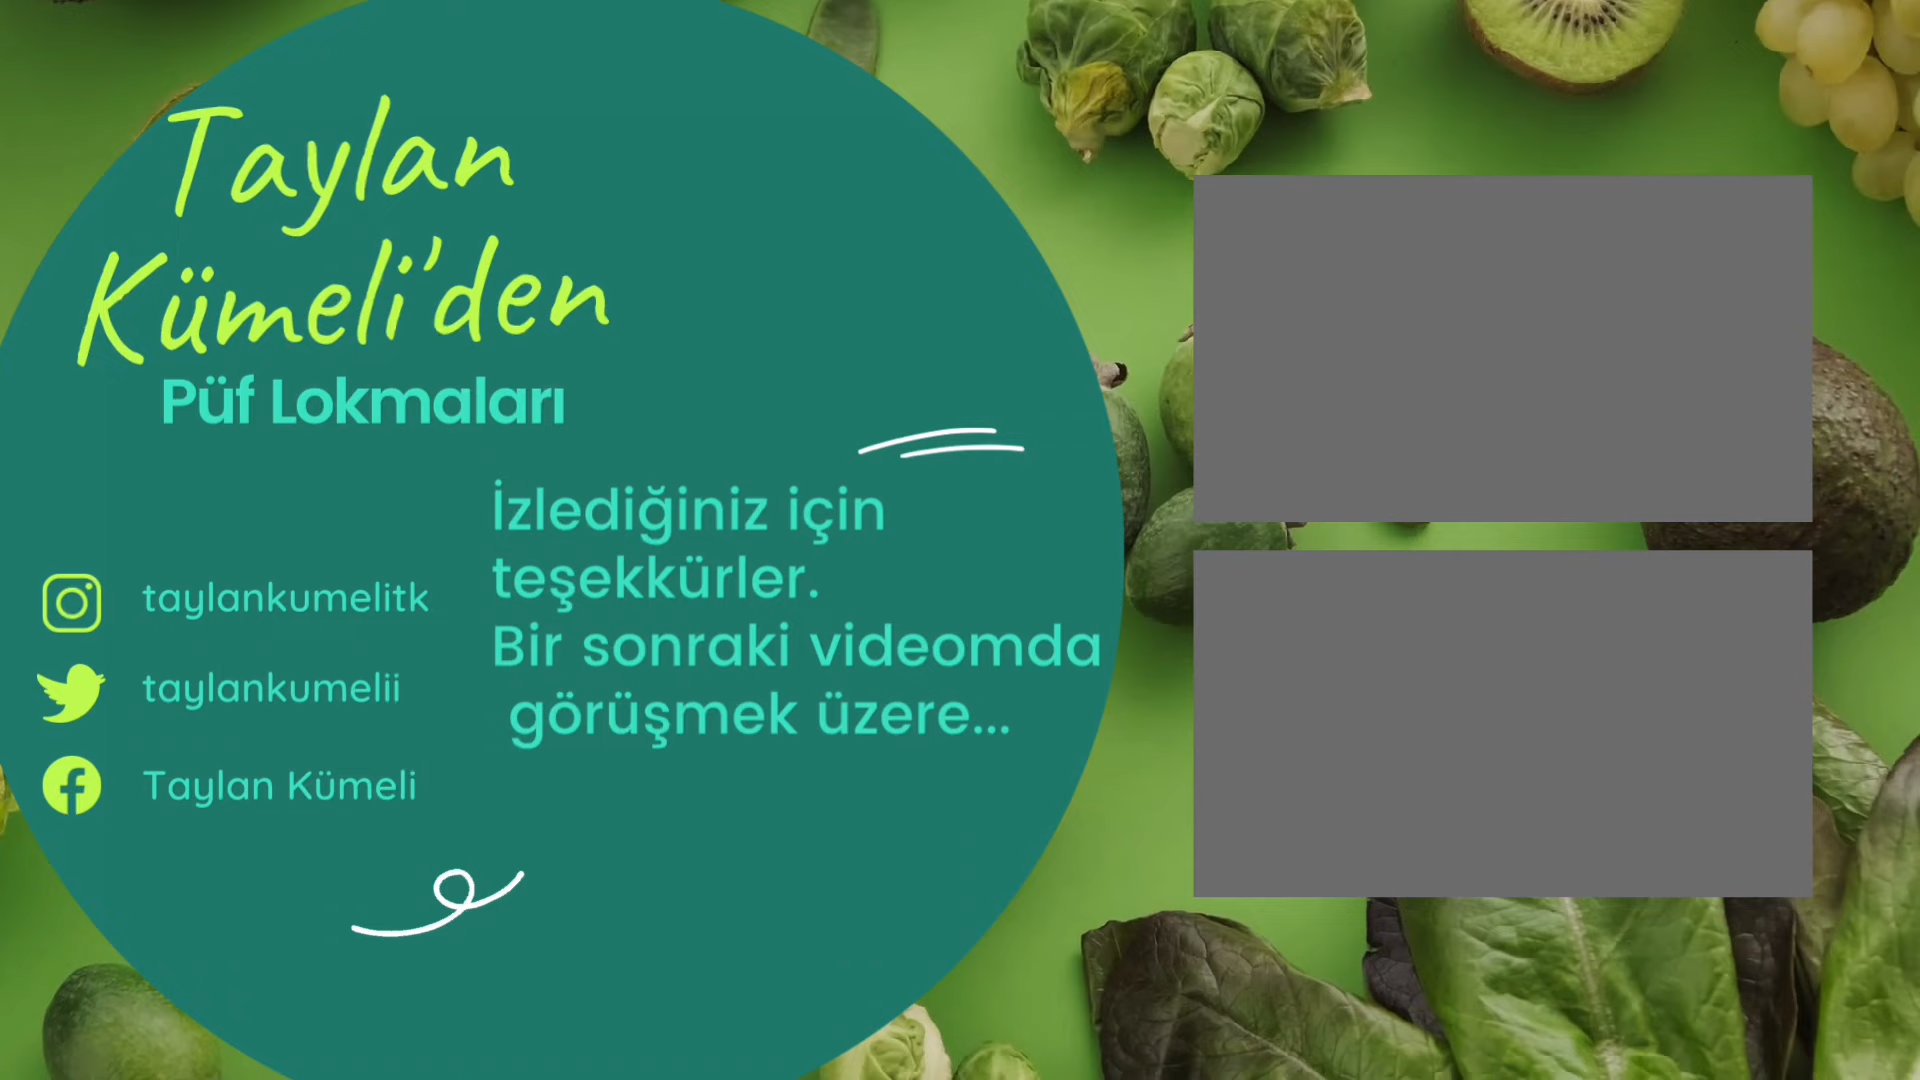 Taylan
Kümeli'den
Püf Lokmaları
İzlediğiniz için
teşekkürler.
Bir sonraki videomda
görüşmek üzere...
taylankumelitk
taylankumelii
Taylan Kümeli